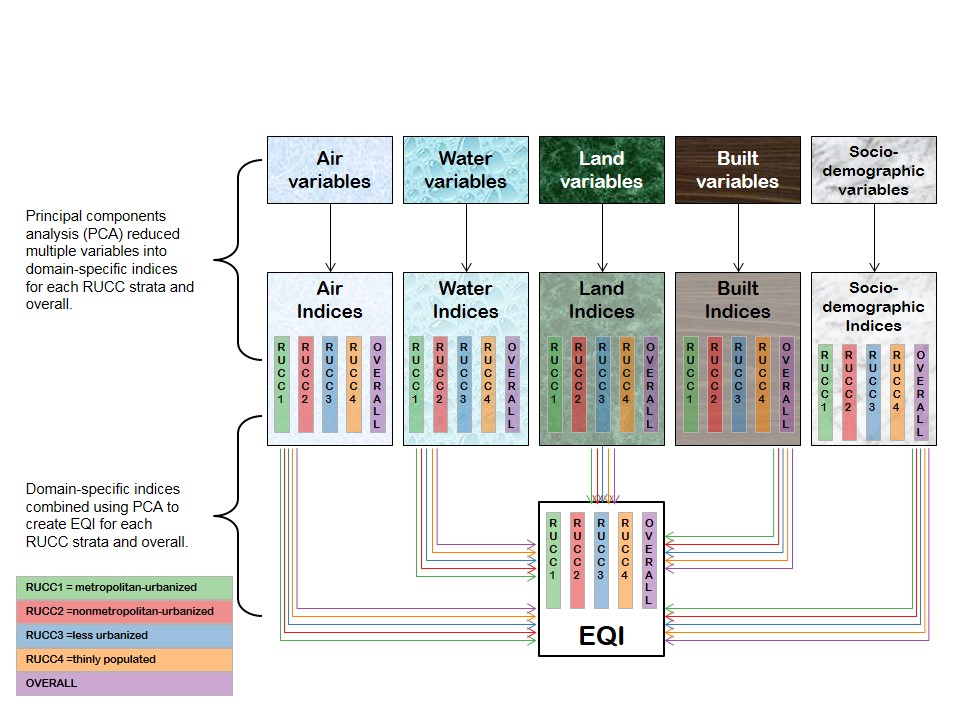 Air
variables
Water
variables
Land
variables
Built
variables
Socio-
demographic
variables
Principal components
analysis (PCA) reduced
multiple variables into
domain-specific indices
for each RUCC strata and
overall.
Air
Indices
RUCC1
RUCC2
RUCC3
RUCC4
OVERALL
Water
Indices
RUCC1
RUCC2
RUCC3
RUCC4
OVERALL
Land
Indices
RUCC1
RUCC2
RUCC3
RUCC4
OVERALL
Built
Indices
RUCC1
RUCC2
RUCC3
RUCC4
OVERALL
Socio-
demographic
Indices
RUCC1
RUCC2
RUCC3
RUCC4
OVERALL
Domain-specific indices
combined using PCA to
create EQI for each
RUCC strata and overall.
RUCC1
RUCC2
RUCC3
RUCC4
OVERALL
EQI
RUCC1 = metropolitan-urbanized
RUCC2 =nonmetropolitan-urbanized
RUCC3 =less urbanized
RUCC4 =thinly populated
OVERALL